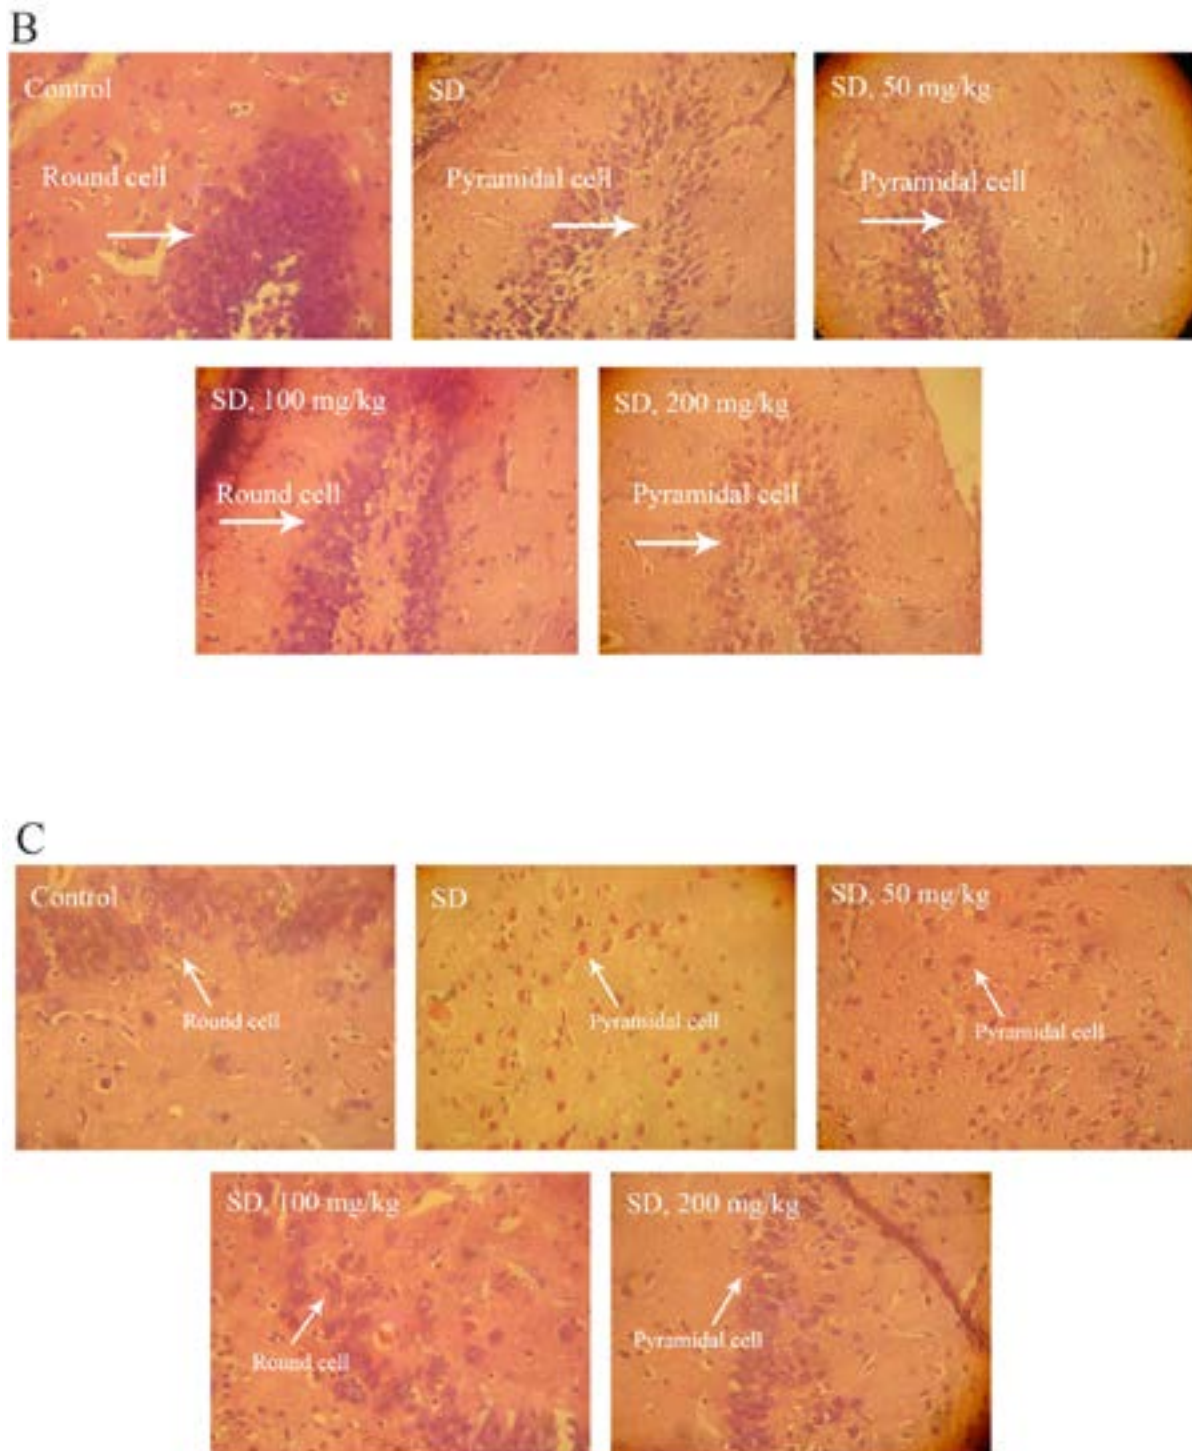 B
Control
Round cell
SD
Pyramidal cell
SD, 50 mg/kg
Pyramidal cell
SD, 100 mg/kg
Round cell
SD, 200 mg/kg
Pyramidal cell
C
Control
Round cell
SD
Pyramidal cell
SD, 50 mg/kg
Pyramidal cell
SD, 100 mg/kg
Round cell
SD, 200 mg/kg
Pyramidal cell